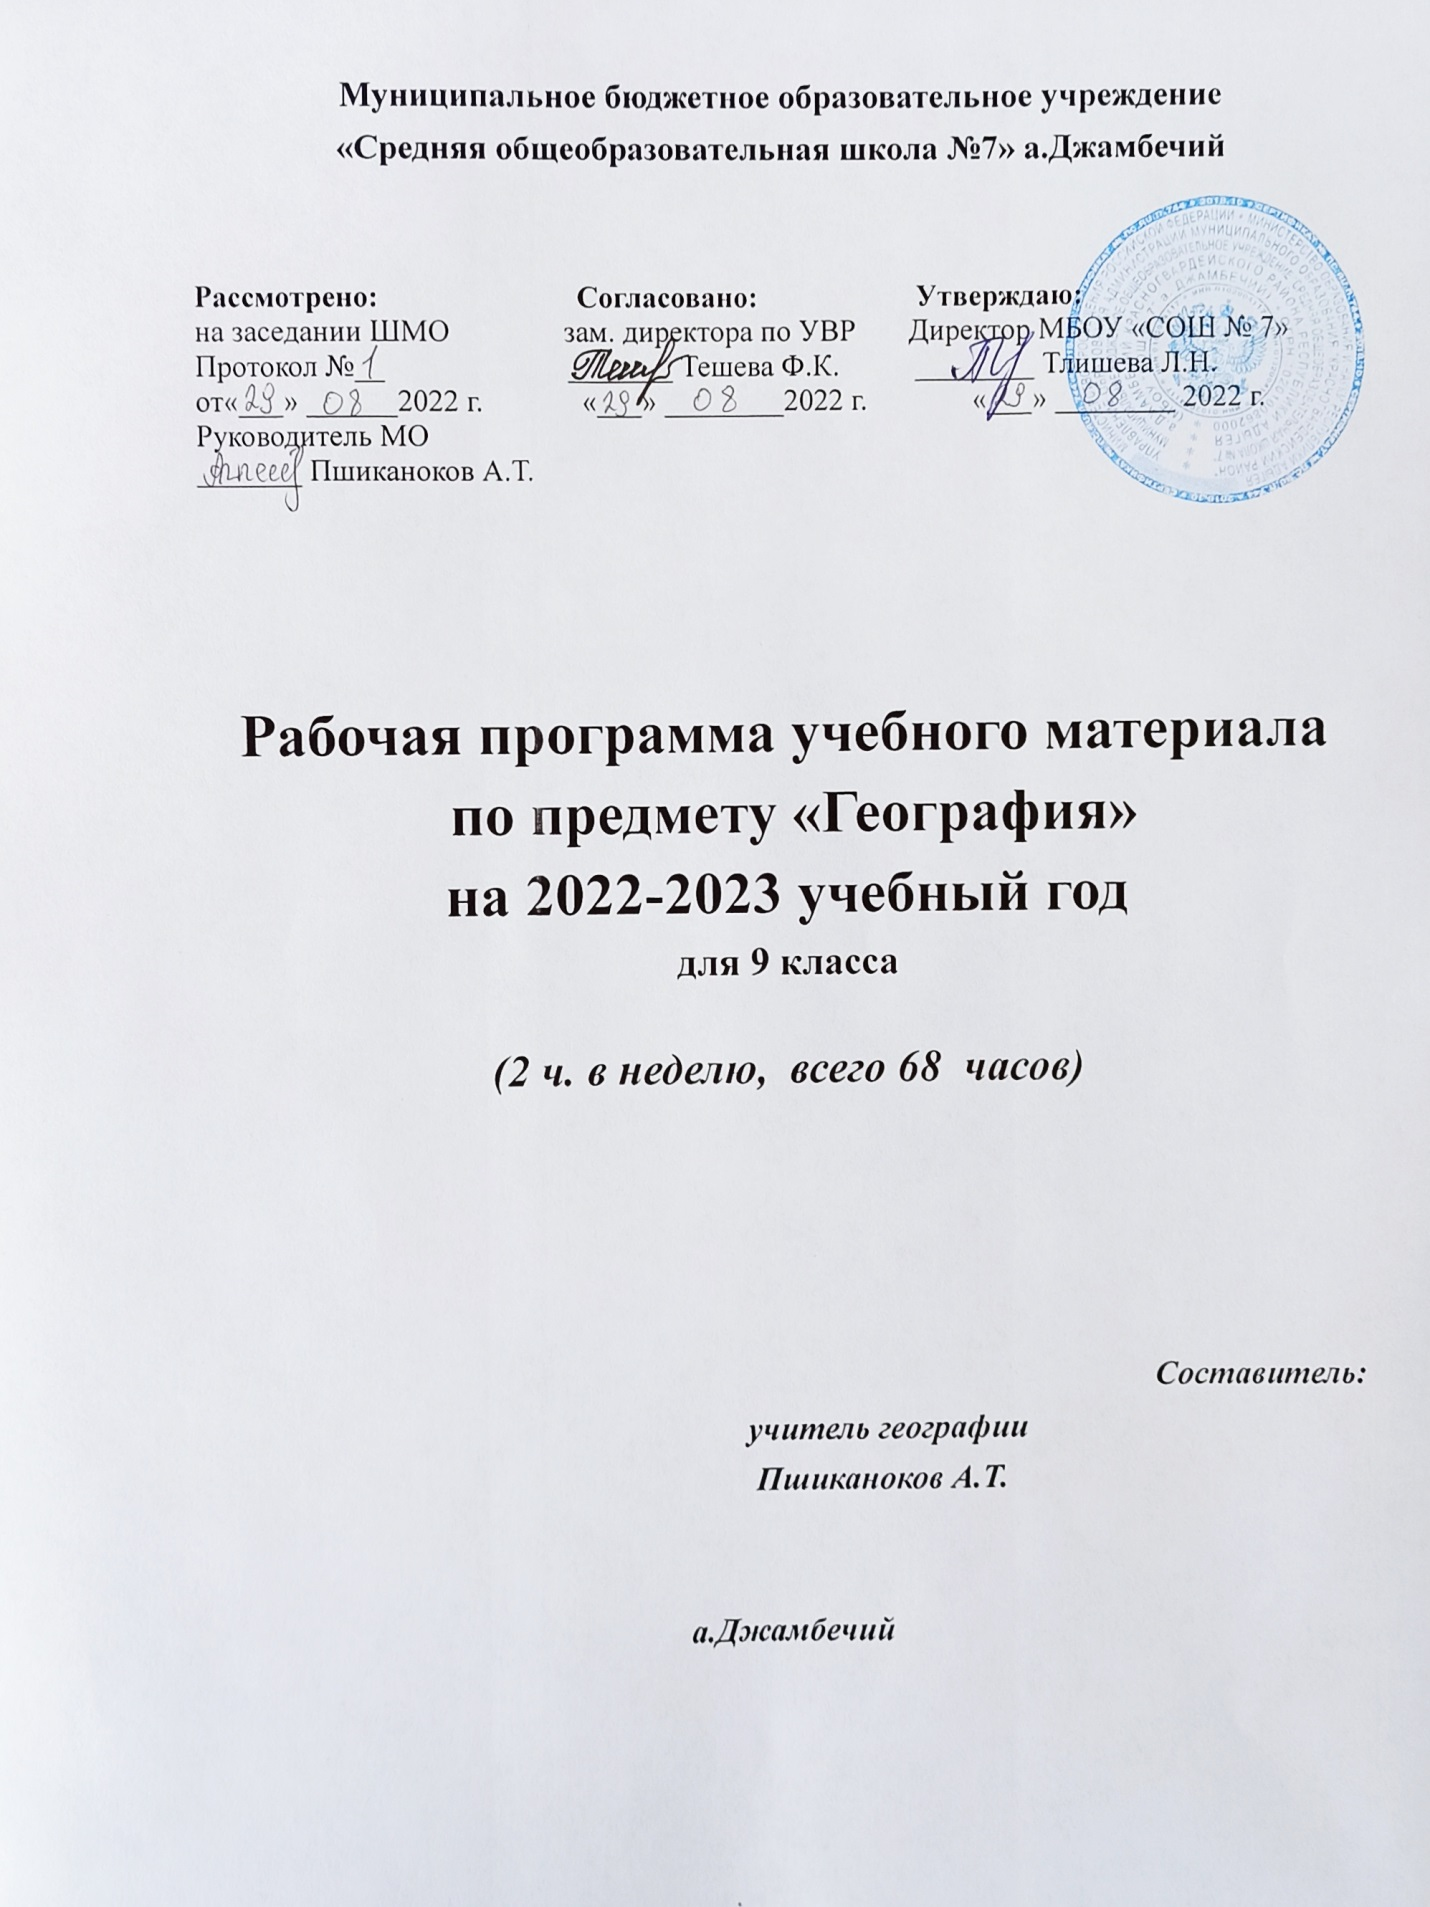 Муниципальное бюджетное образовательное учреждение
«Средняя общеобразовательная школа №7» а.Джамбечий
Рассмотрено:
на заседании ШМО
Протокол № 1
от« 29 » 08 2022 г.
Руководитель МО
Пшиканоков А.Т.
Согласовано:
зам. директора по УВР
Тешева Ф.К.
« 29 » 08 2022 г.
Утверждаю:
Директор МБОУ «СОШ № 7»
Тлишева Л.Н.
« 29 » 08 2022 г.
Рабочая программа учебного материала
по предмету «География»
на 2022-2023 учебный год
для 9 класса
(2 ч. в неделю, всего 68 часов)
Составитель:
учитель географии
Пшиканоков А.Т.
а.Джамбечий